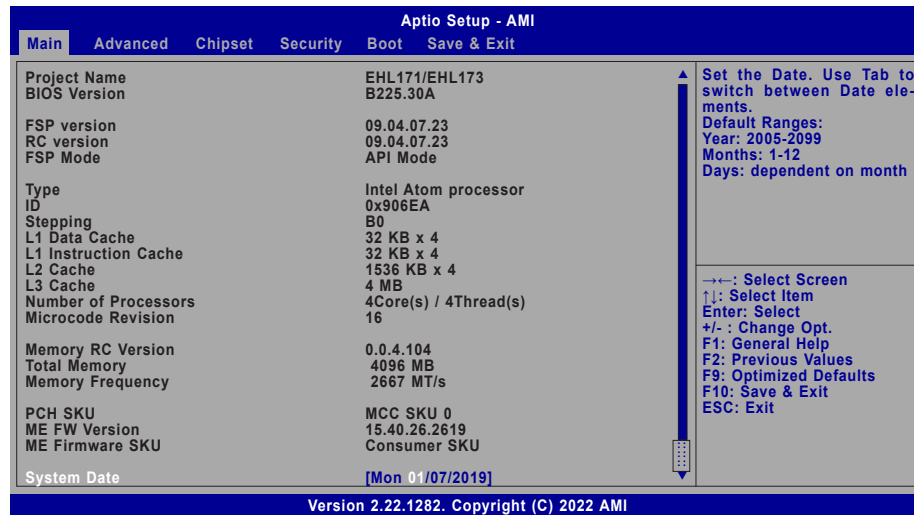 Aptio Setup - AMI
Main Advanced Chipset Security Boot Save & Exit
Project Name EHL171/EHL173
BIOS Version B225.30A
FSP version 09.04.07.23
RC version 09.04.07.23
FSP Mode API Mode
Type Intel Atom processor
ID 0x906EA
Stepping B0
L1 Data Cache 32 KB x 4
L1 Instruction Cache 32 KB x 4
L2 Cache 1536 KB x 4
L3 Cache 4 MB
Number of Processors 4Core(s) / 4Thread(s)
Microcode Revision 16
Memory RC Version 0.0.4.104
Total Memory 4096 MB
Memory Frequency 2667 MT/s
PCH SKU MCC SKU 0
ME FW Version 15.40.26.2619
ME Firmware SKU Consumer SKU
System Date [Mon 01/07/2019]
Set the Date. Use Tab to
switch between Date ele-
ments.
Default Ranges:
Year: 2005-2099
Months: 1-12
Days: dependent on month
→←: Select Screen
↑↓: Select Item
Enter: Select
+/- : Change Opt.
F1: General Help
F2: Previous Values
F9: Optimized Defaults
F10: Save & Exit
ESC: Exit
Version 2.22.1282. Copyright (C) 2022 AMI